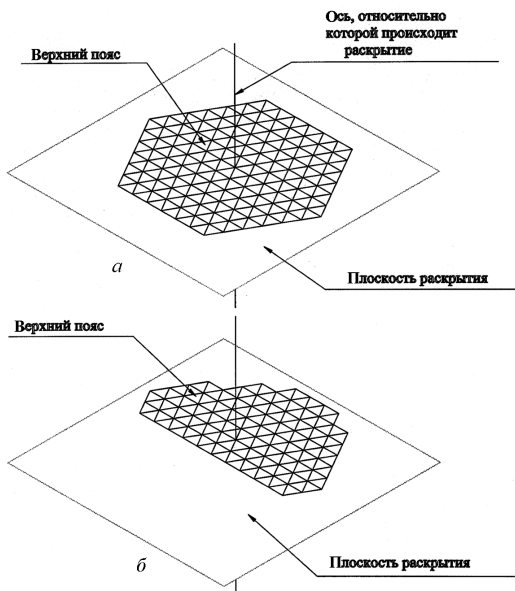 Ось, относительно
которой происходит
раскрытие
Верхний пояс
а
Плоскость раскрытия
Верхний пояс
б
Плоскость раскрытия